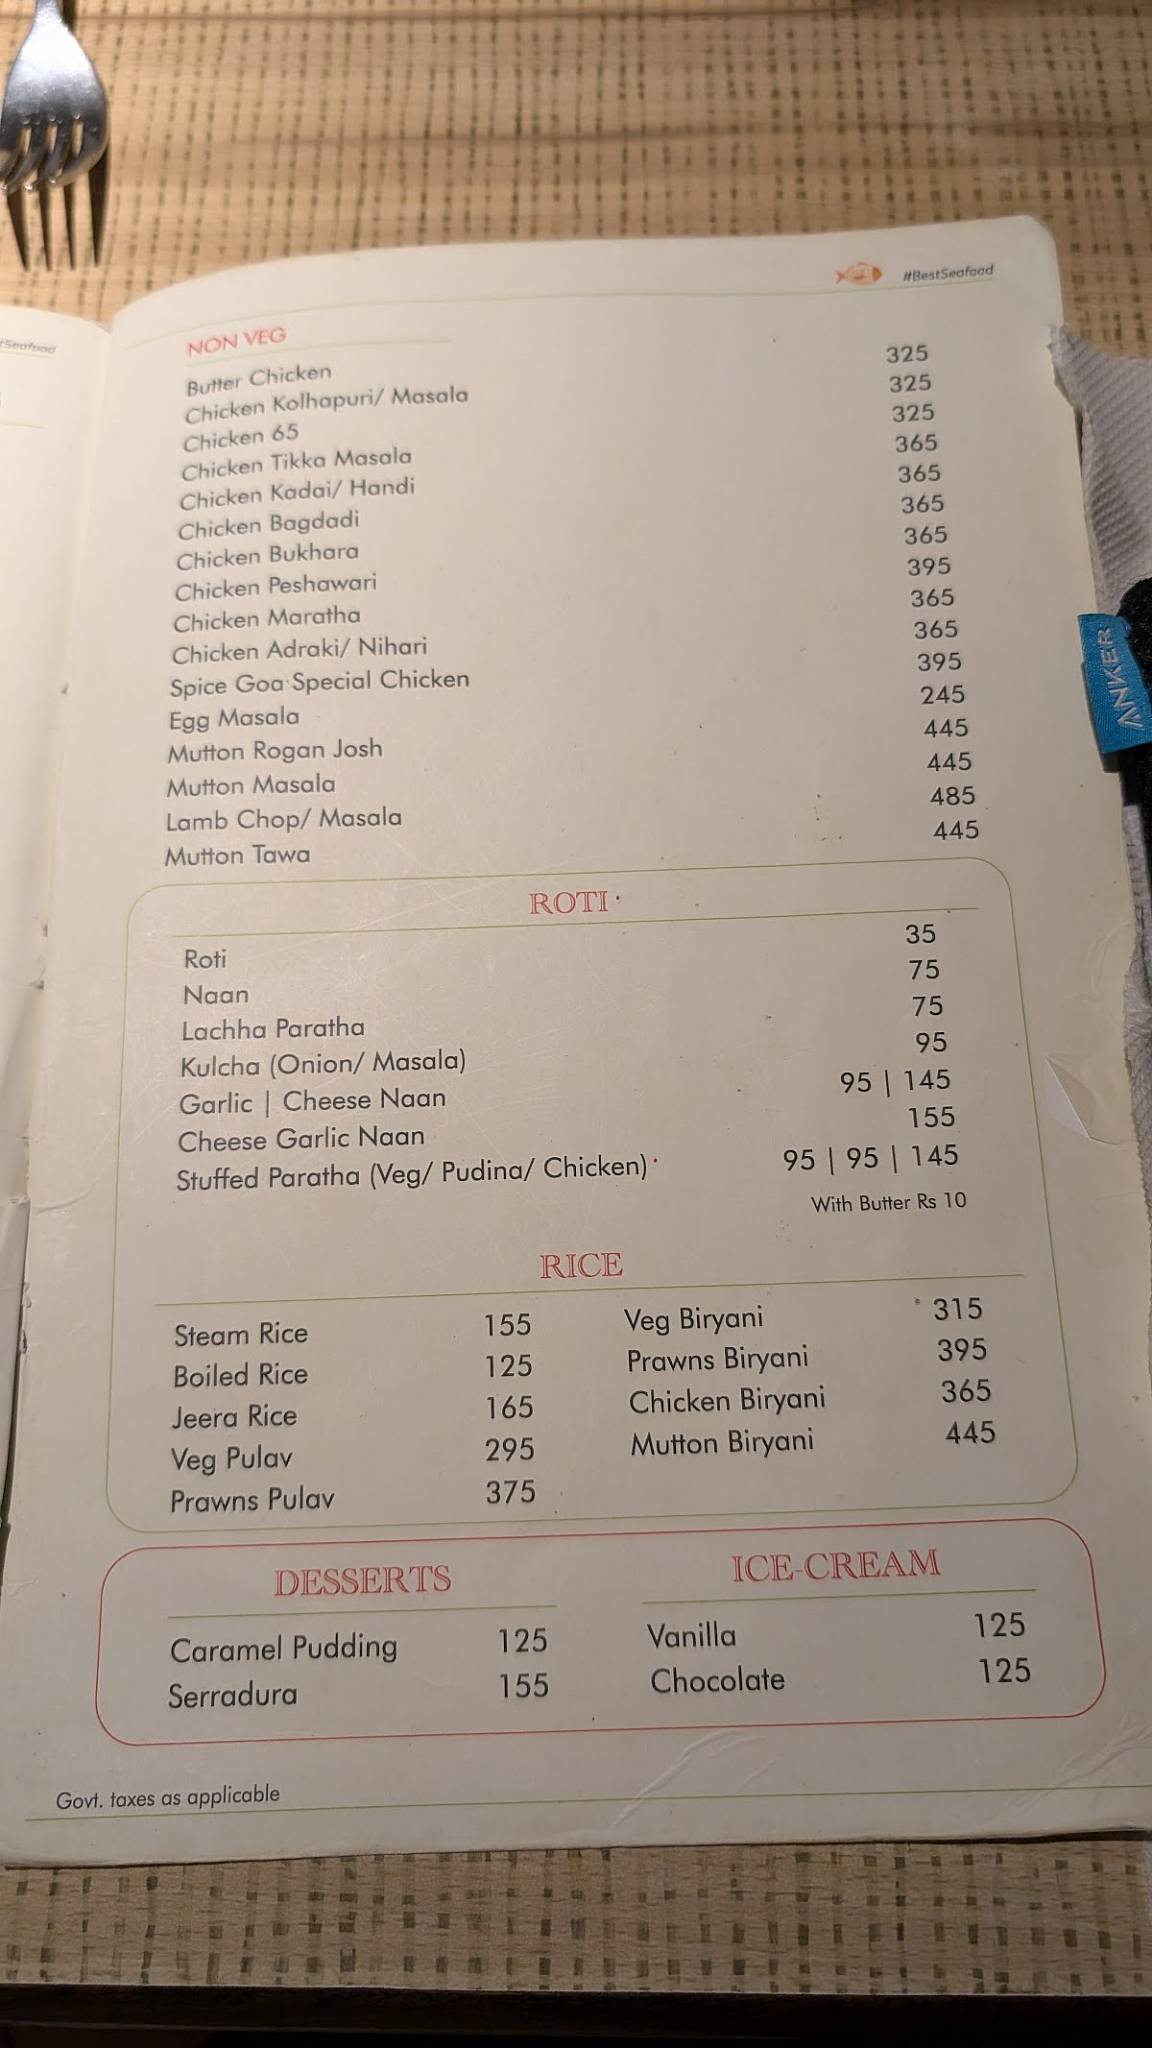 #BestSeafood
tSeafood
NON VEG
Butter Chicken 325
Chicken Kolhapuri/ Masala 325
Chicken 65 325
Chicken Tikka Masala 365
Chicken Kadai/ Handi 365
Chicken Bagdadi 365
Chicken Bukhara 365
Chicken Peshawari 395
Chicken Maratha 365
Chicken Adraki/ Nihari 365
Spice Goa Special Chicken 395
Egg Masala 245
Mutton Rogan Josh 445
Mutton Masala 445
Lamb Chop/ Masala 485
Mutton Tawa 445
ANKER
ROTI
Roti 35
Naan 75
Lachha Paratha 75
Kulcha (Onion/ Masala) 95
Garlic | Cheese Naan 95 | 145
Cheese Garlic Naan 155
Stuffed Paratha (Veg/ Pudina/ Chicken) 95 | 95 | 145
With Butter Rs 10
RICE
Steam Rice 155
Boiled Rice 125
Jeera Rice 165
Veg Pulav 295
Prawns Pulav 375
Veg Biryani 315
Prawns Biryani 395
Chicken Biryani 365
Mutton Biryani 445
DESSERTS
Caramel Pudding 125
Serradura 155
ICE-CREAM
Vanilla 125
Chocolate 125
Govt. taxes as applicable